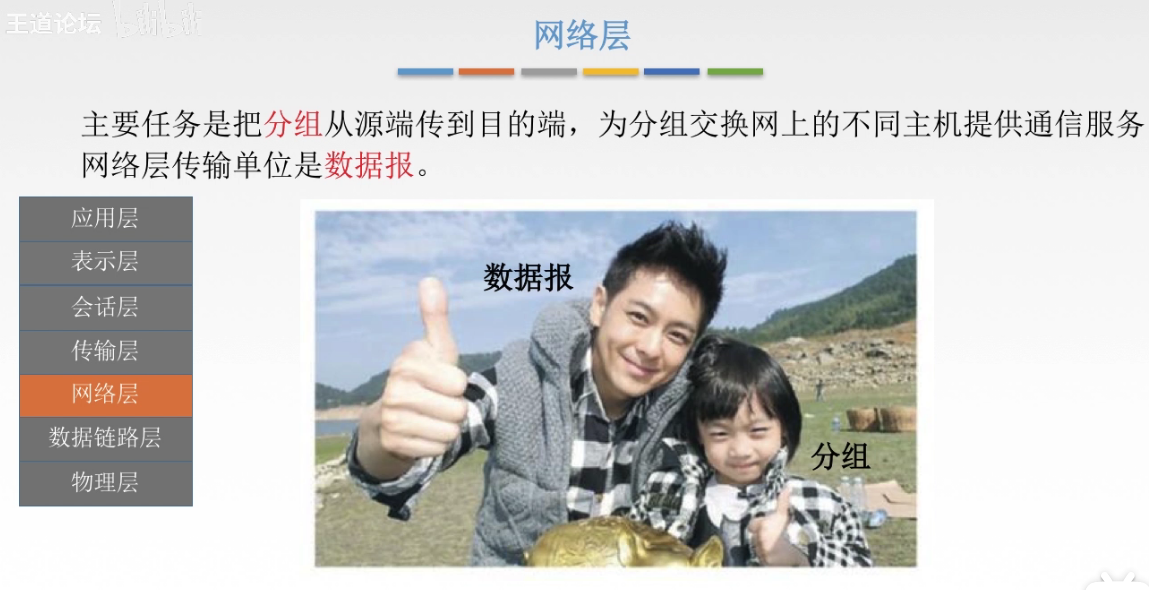 王道论坛
网络层
主要任务是把分组从源端传到目的端，为分组交换网上的不同主机提供通信服务
网络层传输单位是数据报。
应用层
表示层
会话层
传输层
网络层
数据链路层
物理层
数据报
分组